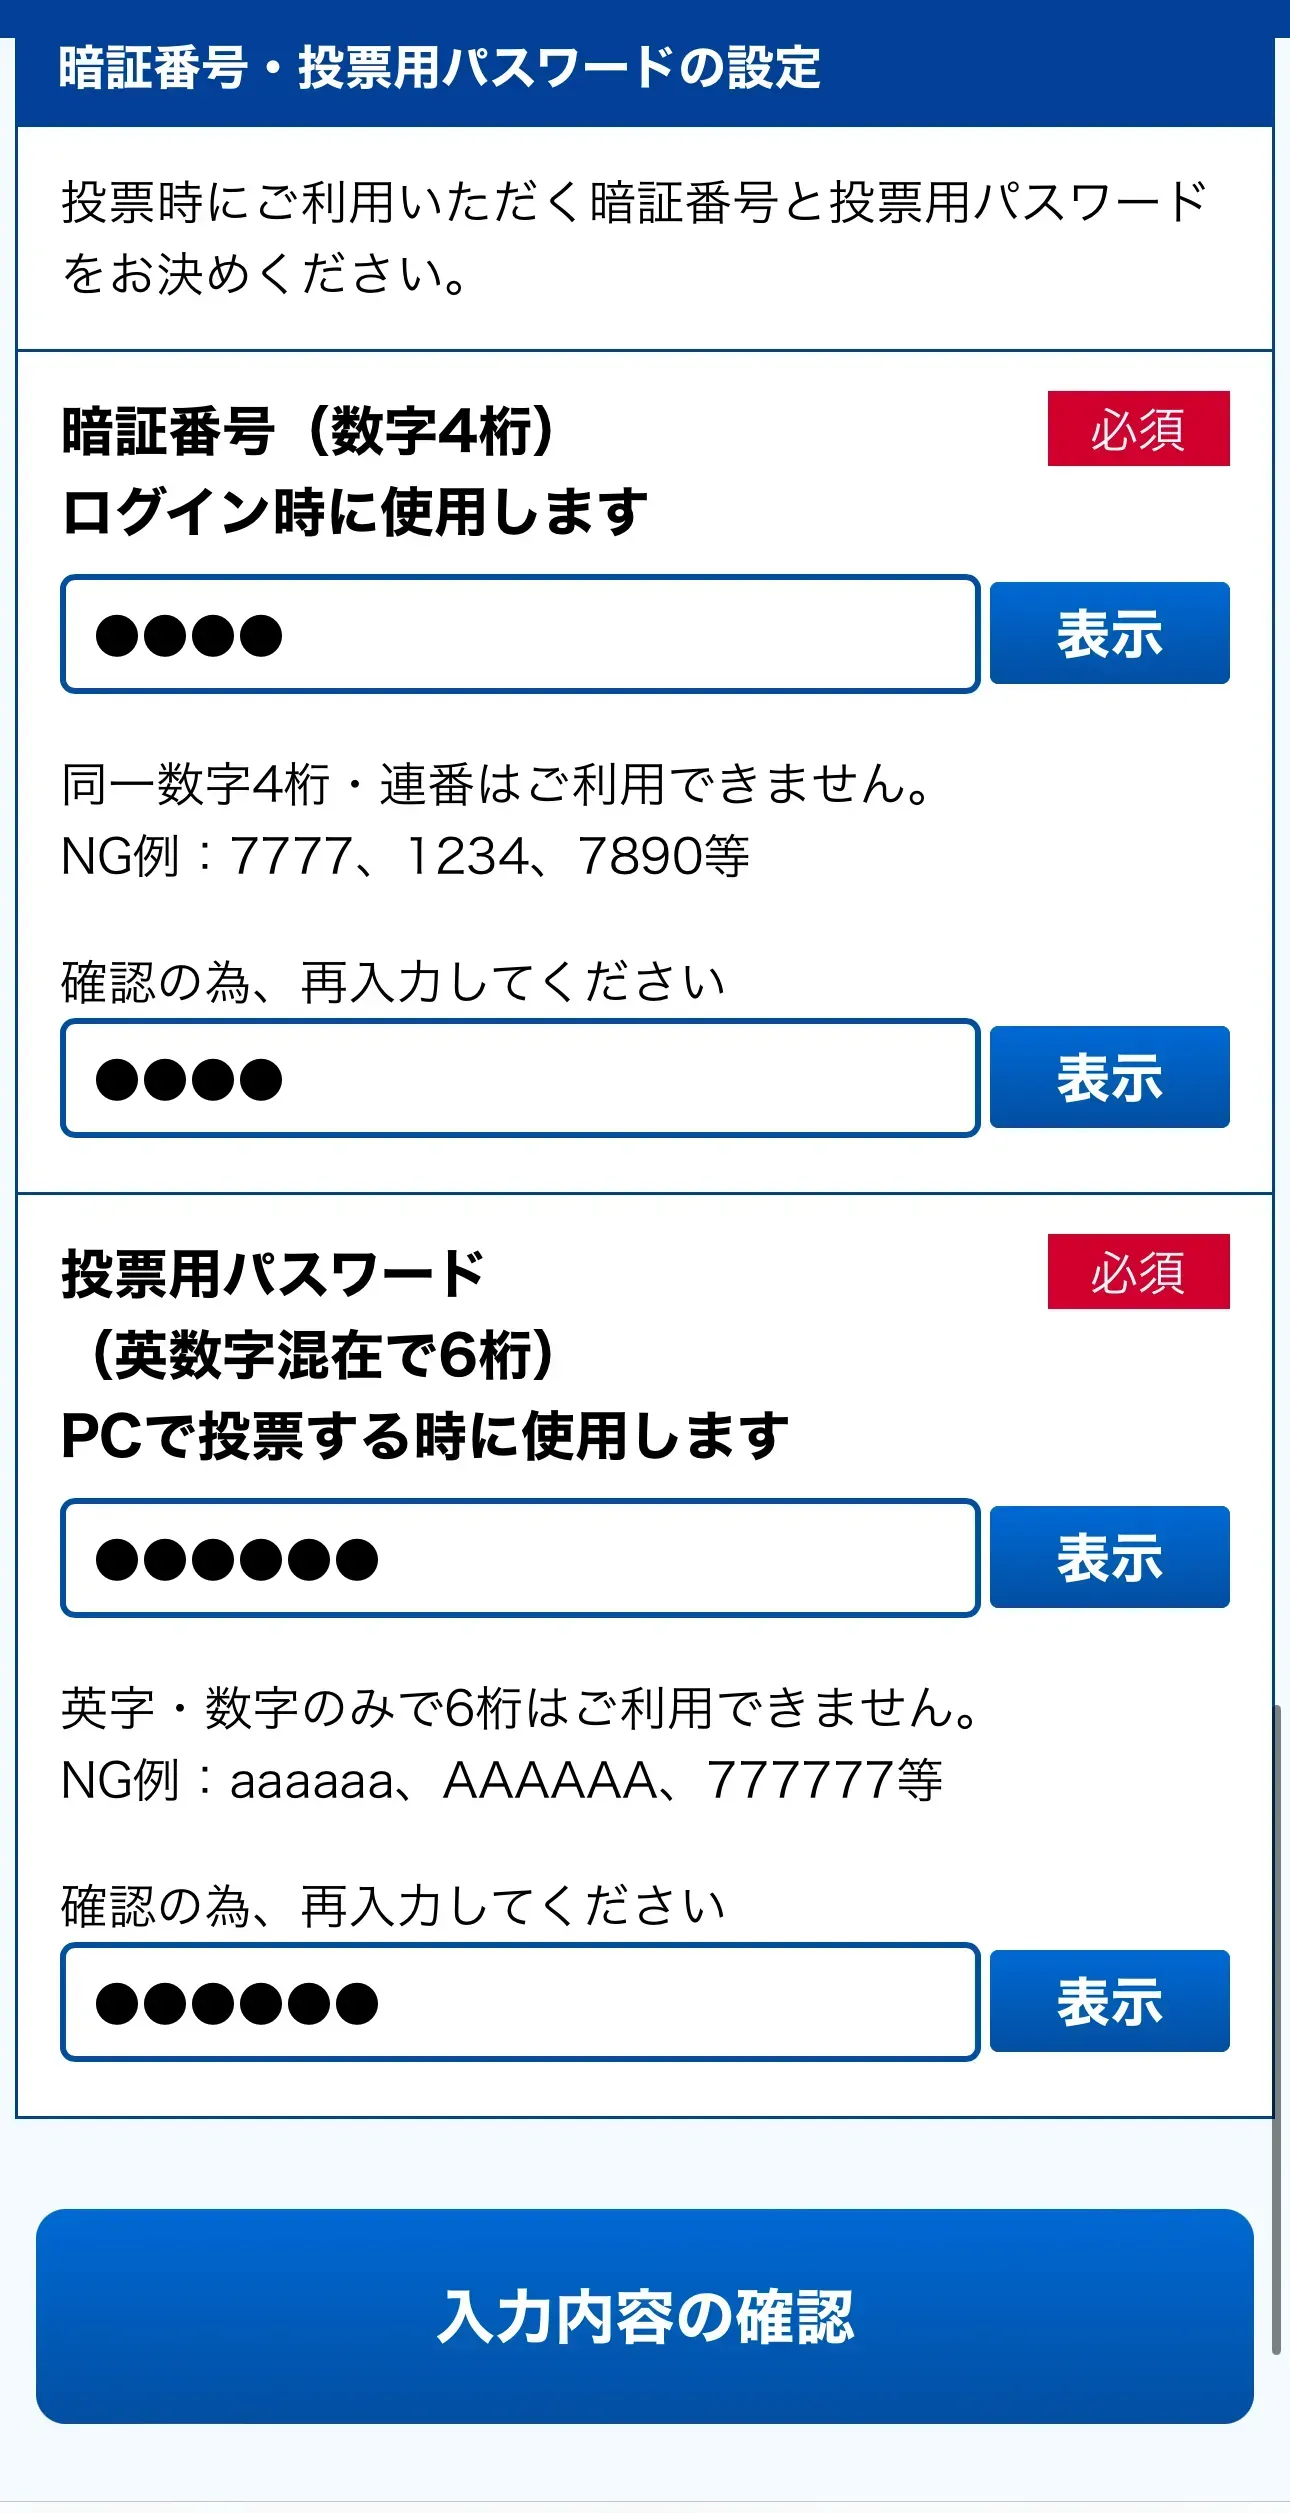 暗証番号・投票用パスワードの設定
投票時にご利用いただく暗証番号と投票用パスワード
をお決めください。
暗証番号（数字4桁）
必須
ログイン時に使用します
●●●●
表示
同一数字4桁・連番はご利用できません。
NG例：7777、1234、7890等
確認の為、再入力してください
●●●●
表示
投票用パスワード
必須
（英数字混在で6桁）
PCで投票する時に使用します
●●●●●●
表示
英字・数字のみで6桁はご利用できません。
NG例：aaaaaa、AAAAAA、777777等
確認の為、再入力してください
●●●●●●
表示
入力内容の確認